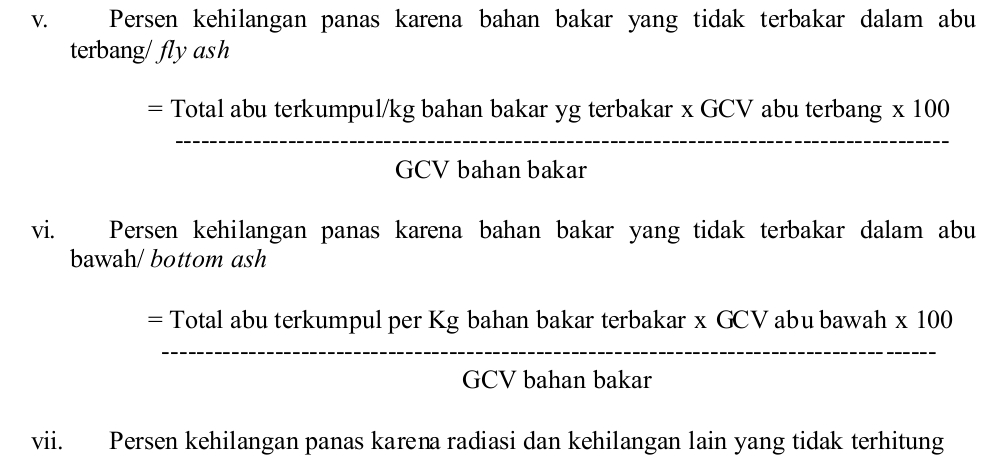 v. Persen kehilangan panas karena bahan bakar yang tidak terbakar dalam abu
terbang/ fly ash
= Total abu terkumpul/kg bahan bakar yg terbakar x GCV abu terbang x 100
-----------------------------------------------------------------------------------------
GCV bahan bakar
vi. Persen kehilangan panas karena bahan bakar yang tidak terbakar dalam abu
bawah/ bottom ash
= Total abu terkumpul per Kg bahan bakar terbakar x GCV abu bawah x 100
-----------------------------------------------------------------------------------------
GCV bahan bakar
vii. Persen kehilangan panas karena radiasi dan kehilangan lain yang tidak terhitung